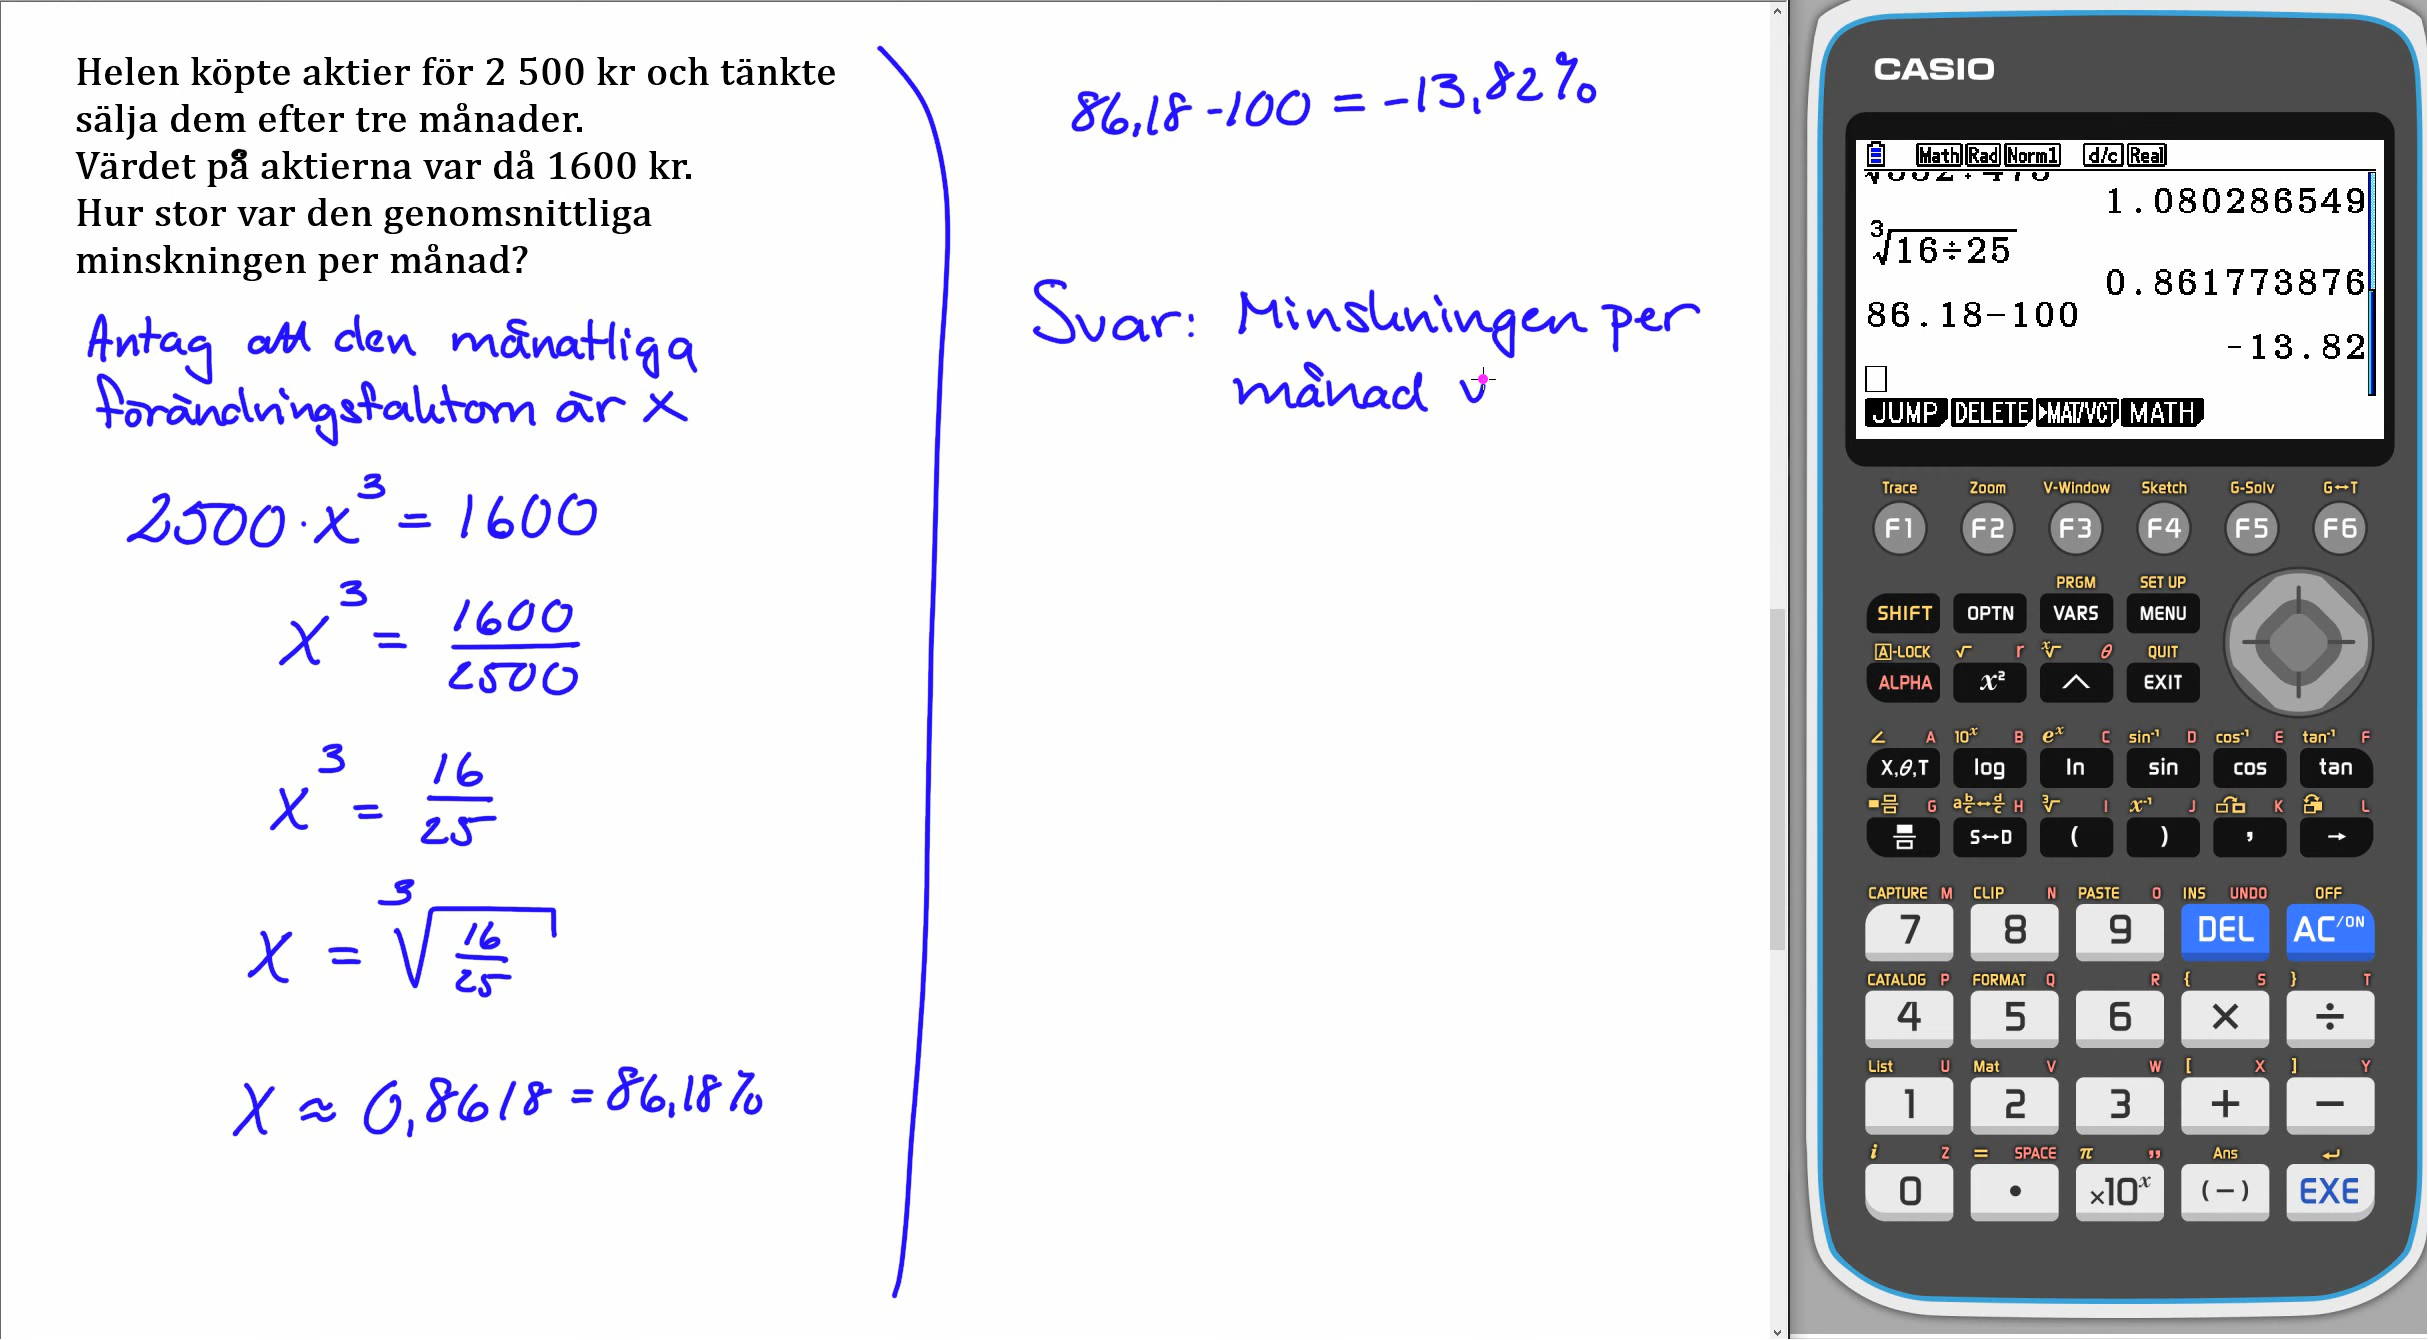 Helen köpte aktier för 2 500 kr och tänkte
sälja dem efter tre månader.
Värdet på aktierna var då 1600 kr.
Hur stor var den genomsnittliga
minskningen per månad?
Antag att den månatliga
förändringsfaktorn är x
2500 · x³ = 1600
x³ = 1600/2500
x³ = 16/25
x = ³√(16/25)
x ≈ 0,8618 = 86,18%
86,18 - 100 = -13,82%
Svar: Minskningen per
månad v
CASIO
Math Rad Norm1 d/c Real
1.080286549
³√16÷25
0.861773876
86.18-100
-13.82
JUMP DELETE ▶MAT/VCT MATH
Trace Zoom V-Window Sketch G-Solv G↔T
F1 F2 F3 F4 F5 F6
PRGM SET UP
SHIFT OPTN VARS MENU
A-LOCK √ r ˣ√ θ QUIT
ALPHA x² ^ EXIT
∠ A 10ˣ B eˣ C sin⁻¹ D cos⁻¹ E tan⁻¹ F
X,θ,T log ln sin cos tan
G a b/c↔d/c H ³√ I x⁻¹ J K L
S↔D ( ) , →
CAPTURE M CLIP N PASTE O INS UNDO OFF
7 8 9 DEL AC/ON
CATALOG P FORMAT Q R { S } T
4 5 6 × ÷
List U Mat V W [ X ] Y
1 2 3 + −
i Z = SPACE π " Ans ↵
0 • ×10ˣ (−) EXE